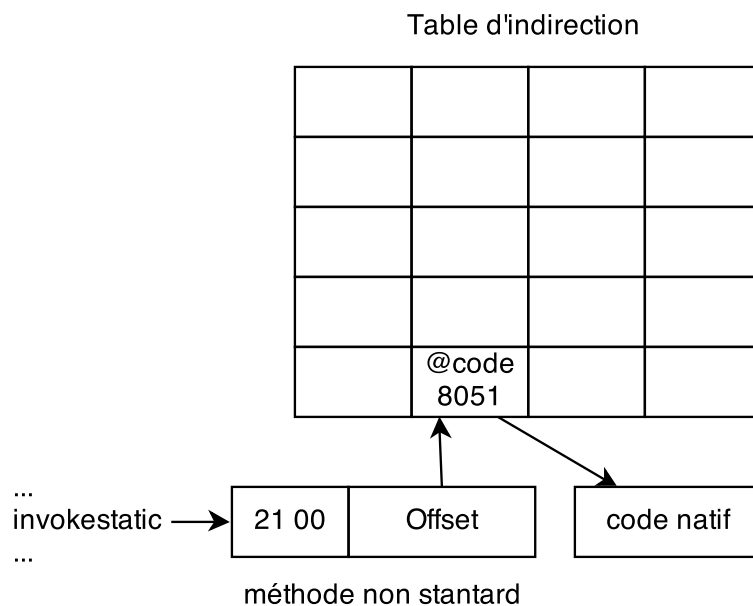 Table d'indirection
@code
8051
...
invokestatic
...
21 00
Offset
code natif
méthode non stantard